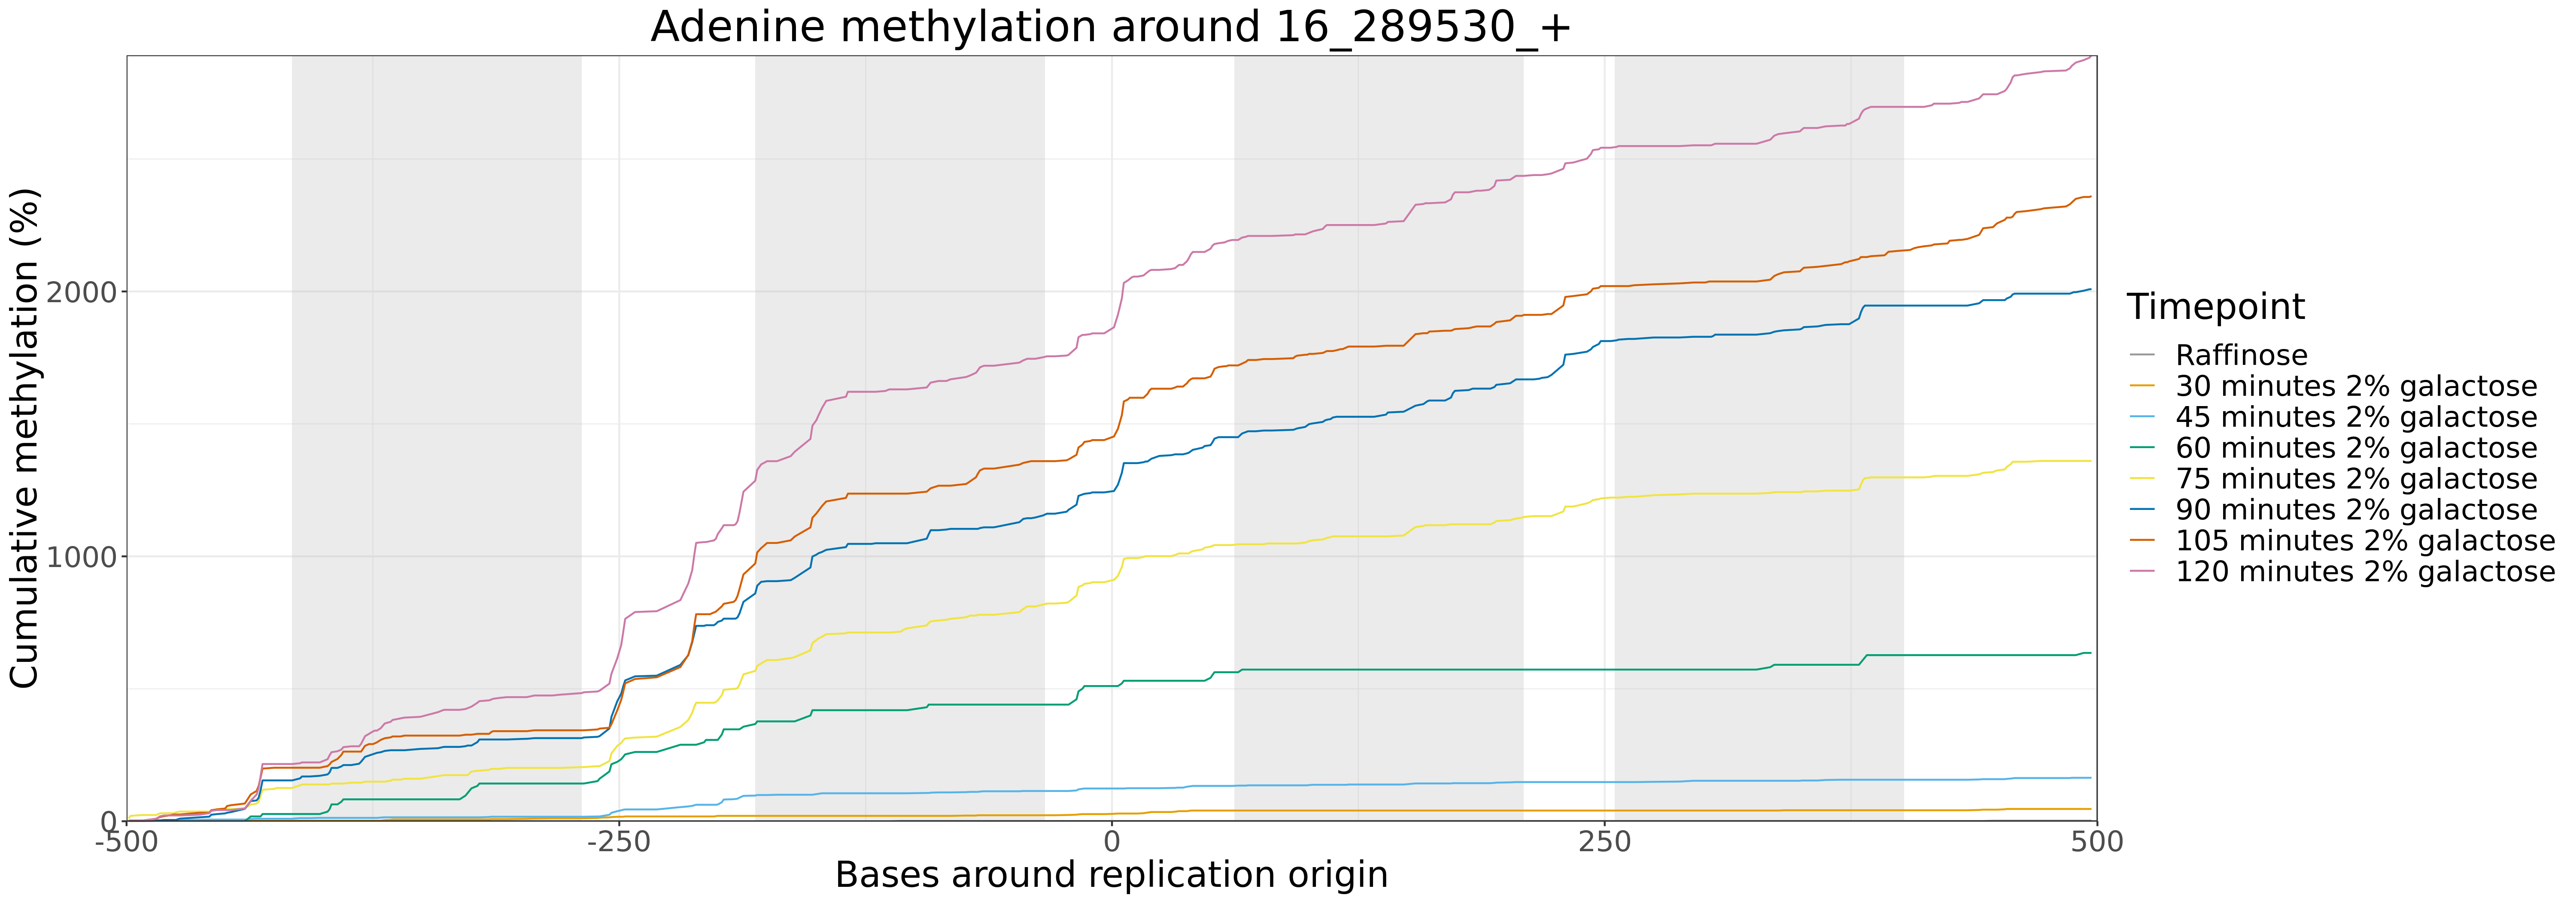 Adenine methylation around 16_289530_+
Cumulative methylation (%)
2000
1000
0
-500
-250
0
250
500
Bases around replication origin
Timepoint
Raffinose
30 minutes 2% galactose
45 minutes 2% galactose
60 minutes 2% galactose
75 minutes 2% galactose
90 minutes 2% galactose
105 minutes 2% galactose
120 minutes 2% galactose